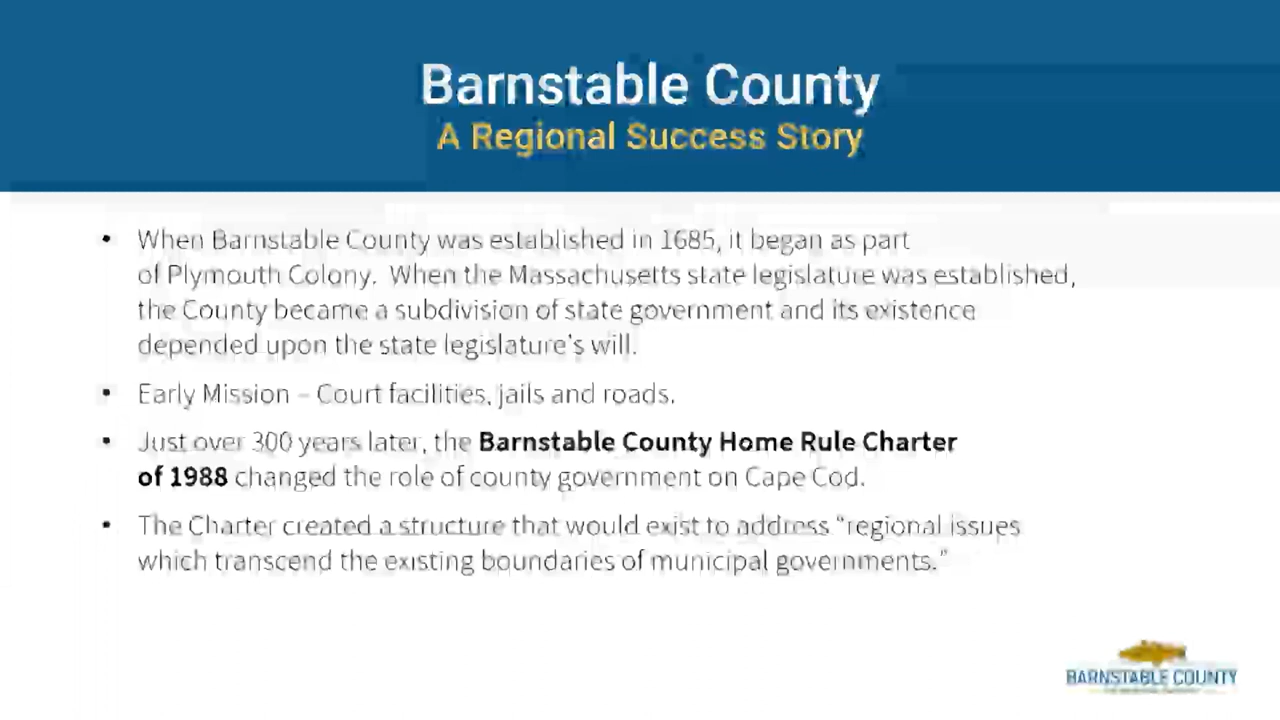 Barnstable County
A Regional Success Story
• When Barnstable County was established in 1685, it began as part
of Plymouth Colony. When the Massachusetts state legislature was established,
the County became a subdivision of state government and its existence
depended upon the state legislature's will.
• Early Mission – Court facilities, jails and roads.
• Just over 300 years later, the Barnstable County Home Rule Charter
of 1988 changed the role of county government on Cape Cod.
• The Charter created a structure that would exist to address "regional issues
which transcend the existing boundaries of municipal governments."
BARNSTABLE COUNTY